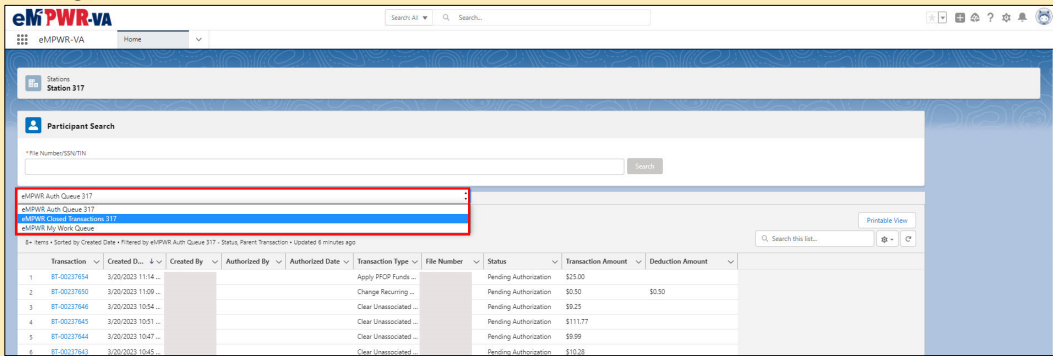 eMPWR-VA
Search: All Search...
eMPWR-VA Home
Stations
Station 317
Participant Search
*File Number/SSN/TIN
Search
eMPWR Auth Queue 317
eMPWR Auth Queue 317
eMPWR Closed Transactions 317
eMPWR My Work Queue
Printable View
8+ items • Sorted by Created Date • Filtered by eMPWR Auth Queue 317 - Status, Parent Transaction • Updated 8 minutes ago
Search this list...
Transaction Created D... Created By Authorized By Authorized Date Transaction Type File Number Status Transaction Amount Deduction Amount
1 BT-00237654 3/20/2023 11:14 ... Apply PFOP Funds ... Pending Authorization $25.00
2 BT-00237650 3/20/2023 11:09 ... Change Recurring ... Pending Authorization $0.50 $0.50
3 BT-00237646 3/20/2023 10:54 ... Clear Unassociated ... Pending Authorization $9.25
4 BT-00237645 3/20/2023 10:51 ... Clear Unassociated ... Pending Authorization $111.77
5 BT-00237644 3/20/2023 10:47 ... Clear Unassociated ... Pending Authorization $9.99
6 BT-00237643 3/20/2023 10:45 ... Clear Unassociated ... Pending Authorization $10.28